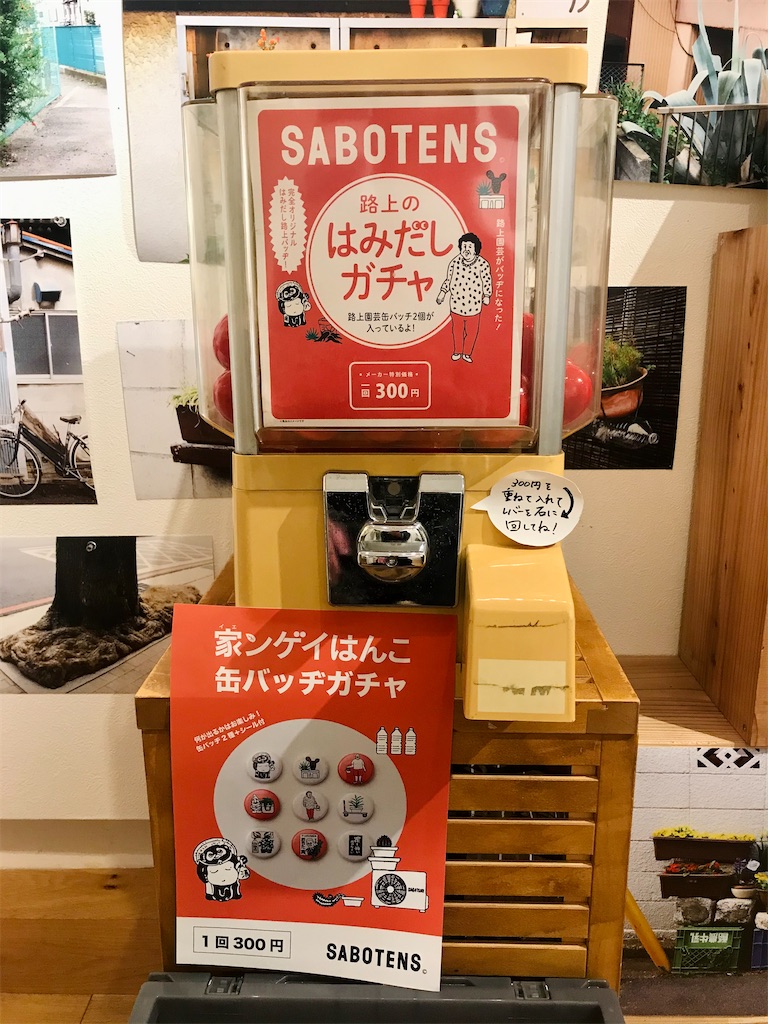 SABOTENS
完全オリジナル
はみだし路上バッヂ!
路上の
はみだし
ガチャ
路上園芸缶バッチ2個が
入っているよ!
路上園芸がバッヂになった!
メーカー特別価格
一回 300円
300円を
重ねて入れて
レバーを右に
回してね!
イエ
家ンゲイはんこ
缶バッヂガチャ
何が出るかはお楽しみ!
缶バッチ2種+シール付
SABOTENS
1回300円
SABOTENS©